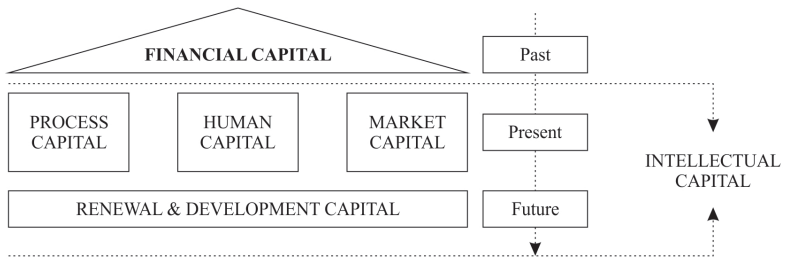 FINANCIAL CAPITAL
Past
PROCESS
CAPITAL
HUMAN
CAPITAL
MARKET
CAPITAL
Present
INTELLECTUAL
CAPITAL
RENEWAL & DEVELOPMENT CAPITAL
Future